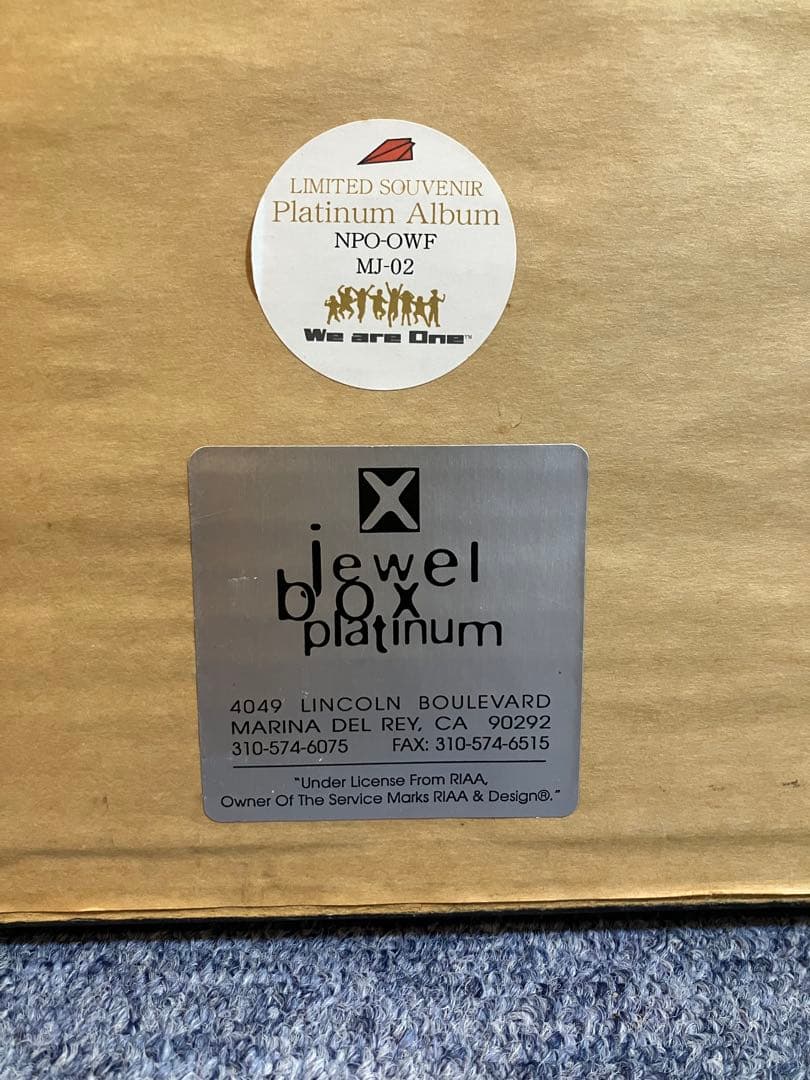 LIMITED SOUVENIR
Platinum Album
NPO-OWF
MJ-02
We are One™
X
jewel
box
platinum
4049 LINCOLN BOULEVARD
MARINA DEL REY, CA 90292
310-574-6075 FAX: 310-574-6515
"Under License From RIAA,
Owner Of The Service Marks RIAA & Design®."